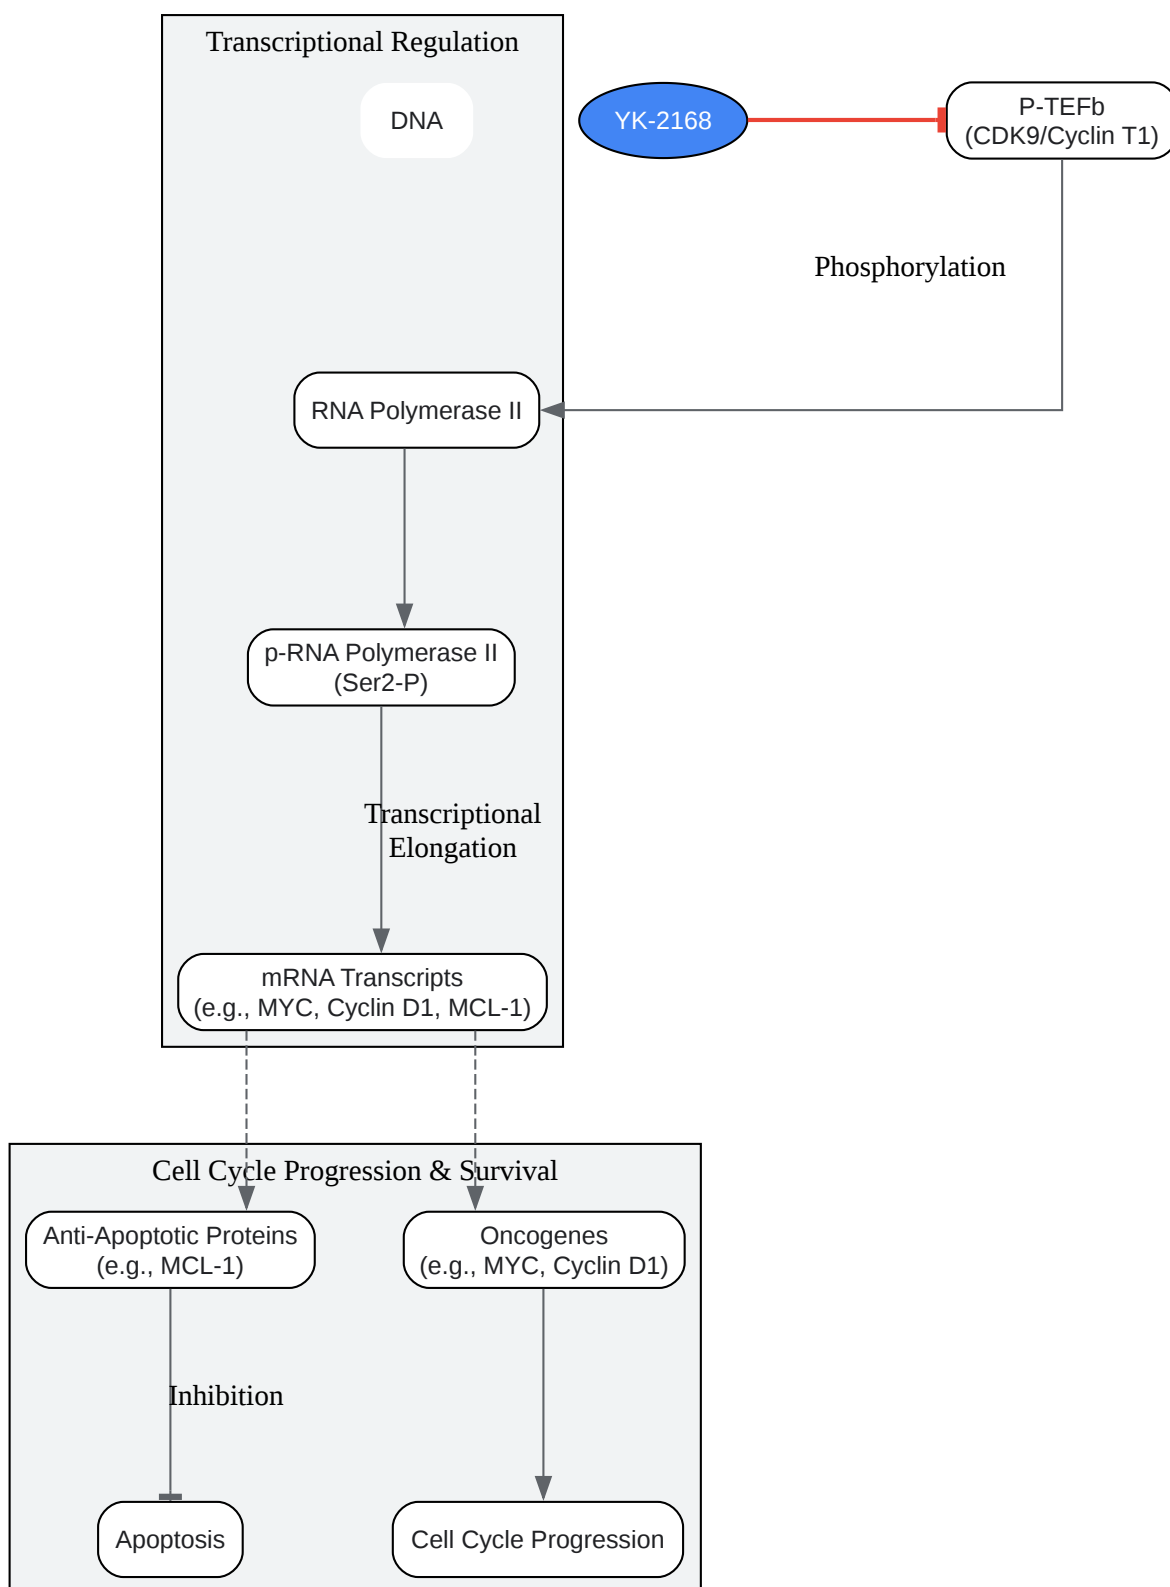 Transcriptional Regulation
DNA
YK-2168
P-TEFb
(CDK9/Cyclin T1)
Phosphorylation
RNA Polymerase II
p-RNA Polymerase II
(Ser2-P)
Transcriptional
Elongation
mRNA Transcripts
(e.g., MYC, Cyclin D1, MCL-1)
Cell Cycle Progression & Survival
Anti-Apoptotic Proteins
(e.g., MCL-1)
Oncogenes
(e.g., MYC, Cyclin D1)
Inhibition
Apoptosis
Cell Cycle Progression